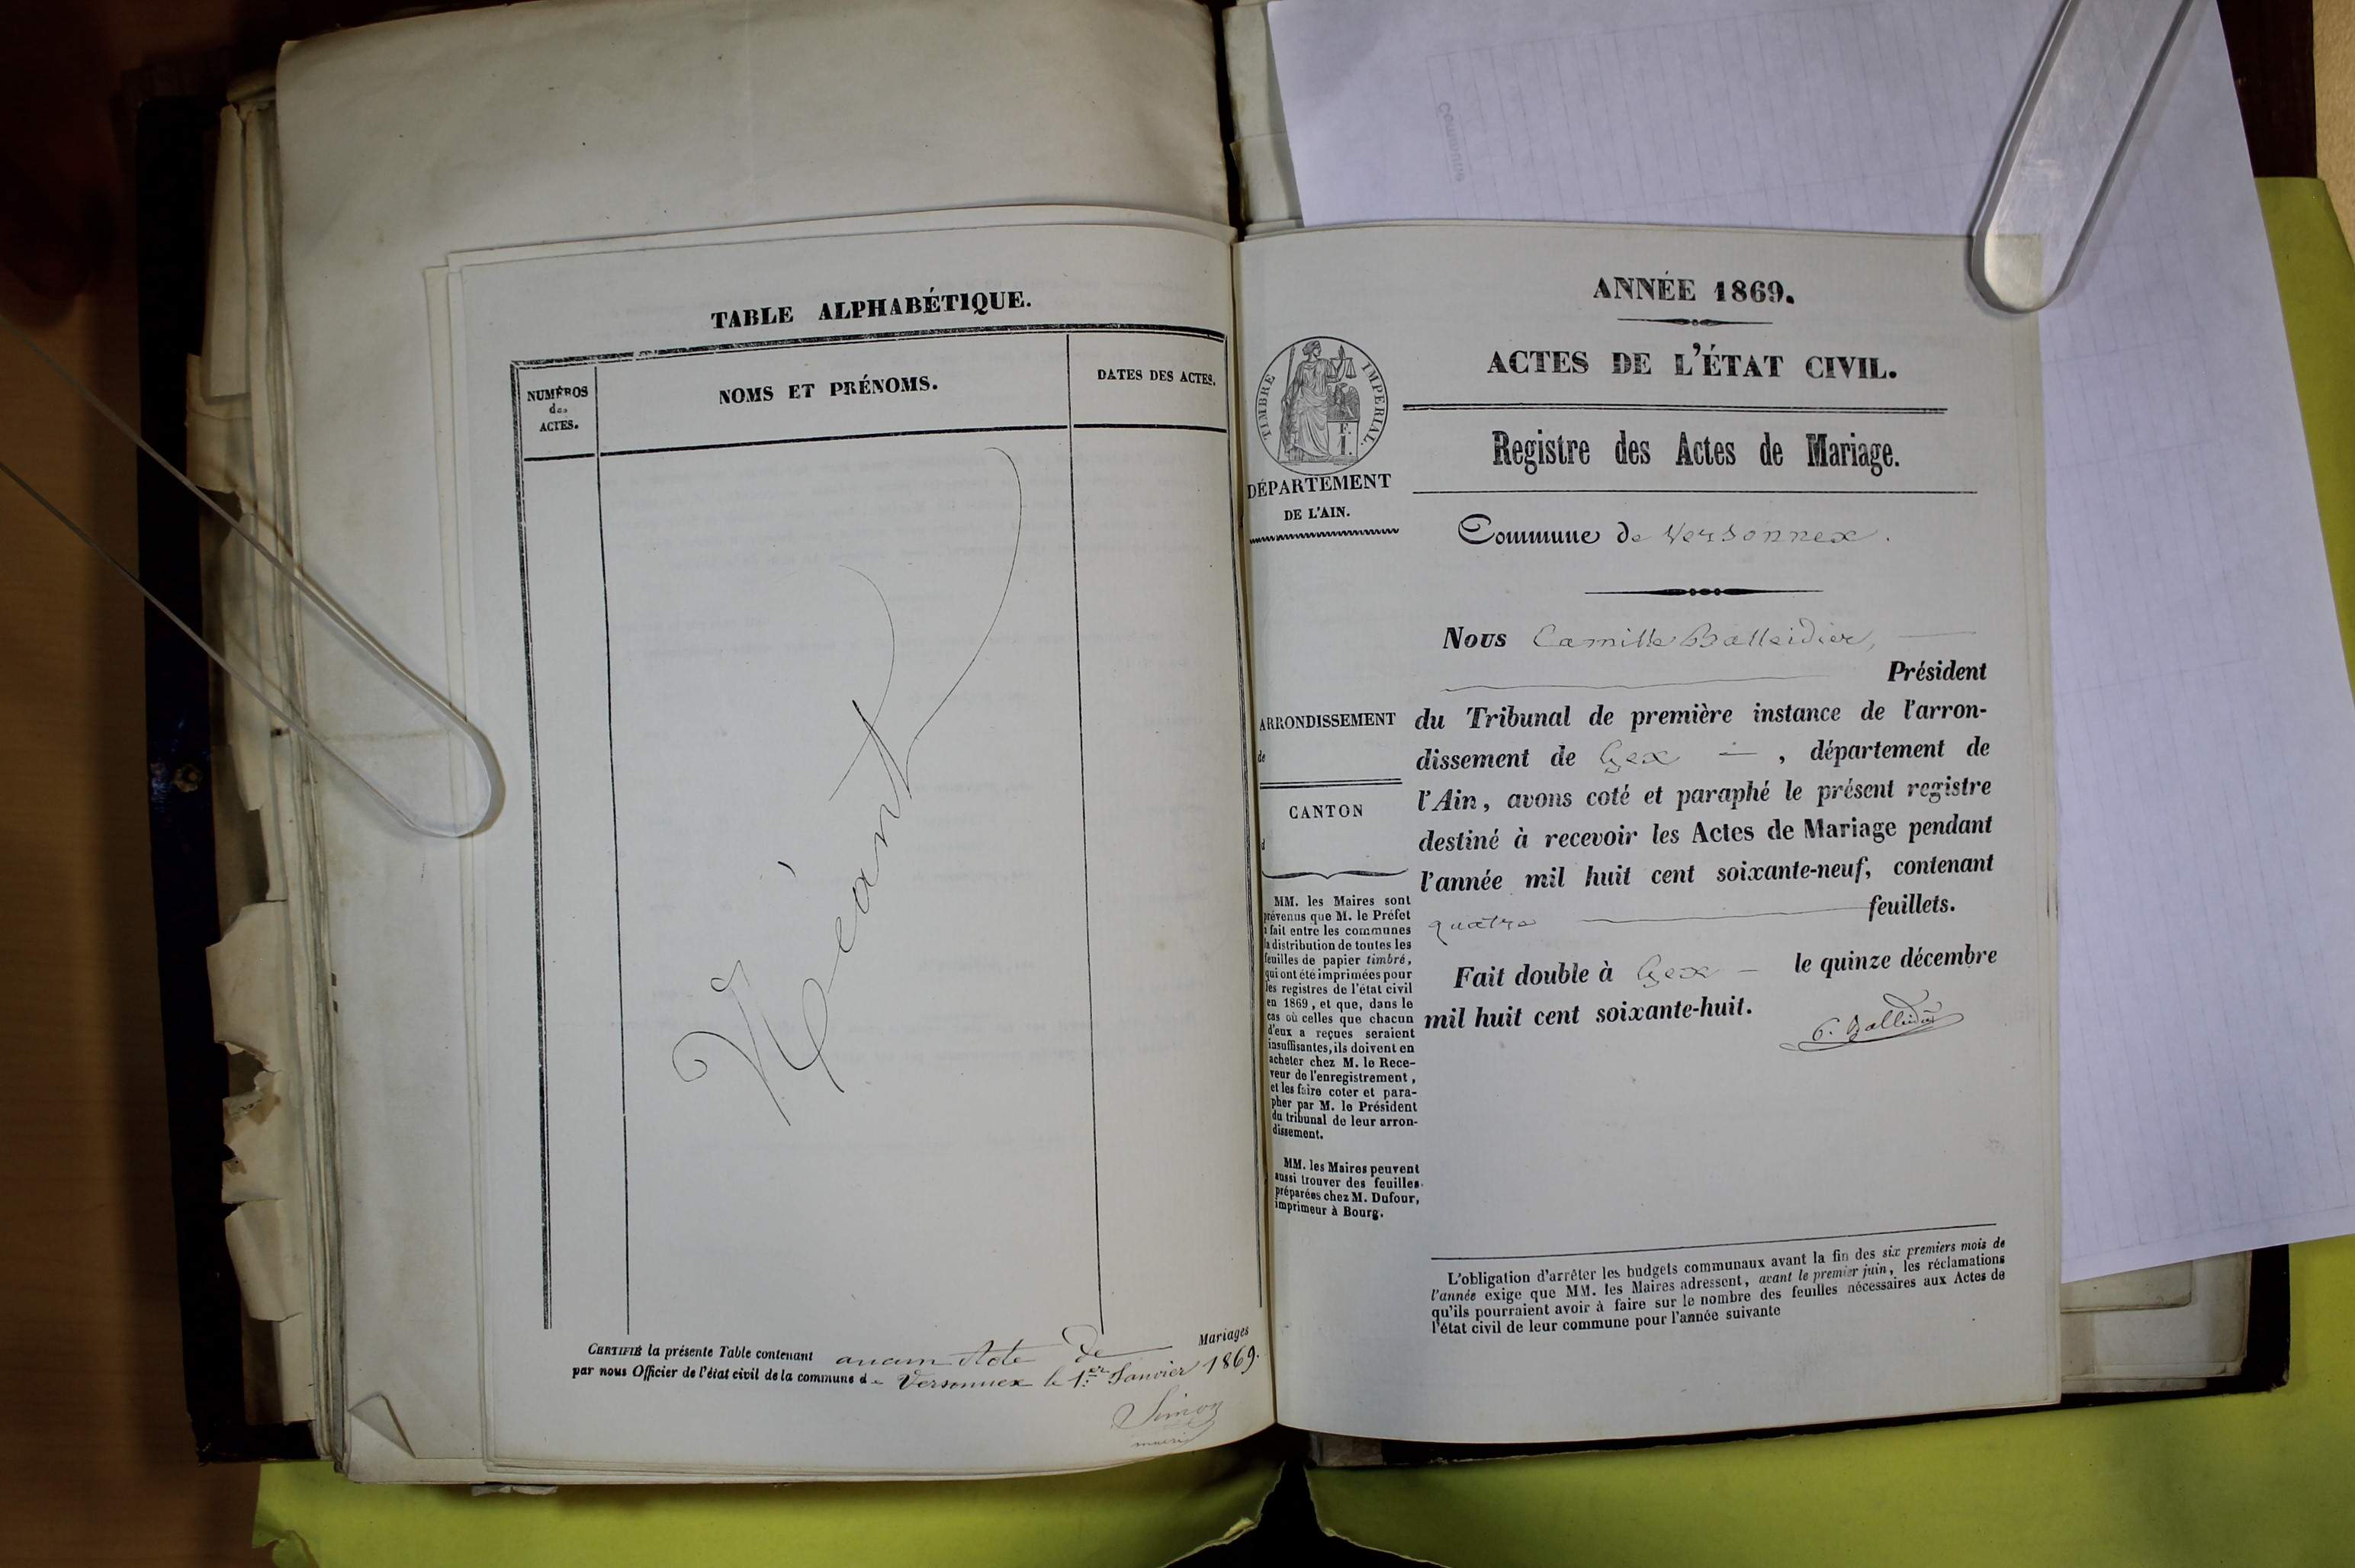 TABLE ALPHABÉTIQUE.
NUMÉROS
des
ACTES.
NOMS ET PRÉNOMS.
DATES DES ACTES.
Néant
CERTIFIÉ la présente Table contenant aucun Acte de Mariages
par nous Officier de l'état civil de la commune de Versonnex le 1.er Janvier 1869.
Simon
maire
Commune
ANNÉE 1869.
ACTES DE L'ÉTAT CIVIL.
Registre des Actes de Mariage.
TIMBRE IMPÉRIAL.
F.
1.
DÉPARTEMENT
DE L'AIN.
Commune de Versonnex.
Nous Camille Balleidier,
Président
du Tribunal de première instance de l'arron-
dissement de Gex, département de
l'Ain, avons coté et paraphé le présent registre
destiné à recevoir les Actes de Mariage pendant
l'année mil huit cent soixante-neuf, contenant
quatre feuillets.
Fait double à Gex le quinze décembre
mil huit cent soixante-huit.
C. Balleidier
ARRONDISSEMENT
de
CANTON
d
MM. les Maires sont
prévenus que M. le Préfet
a fait entre les communes
la distribution de toutes les
feuilles de papier timbré,
qui ont été imprimées pour
les registres de l'état civil
en 1869, et que, dans le
cas où celles que chacun
d'eux a reçues seraient
insuffisantes, ils doivent en
acheter chez M. le Rece-
veur de l'enregistrement,
et les faire coter et para-
pher par M. le Président
du tribunal de leur arron-
dissement.
MM. les Maires peuvent
aussi trouver des feuilles
préparées chez M. Dufour,
imprimeur à Bourg.
L'obligation d'arrêter les budgets communaux avant la fin des six premiers mois de
l'année exige que MM. les Maires adressent, avant le premier juin, les réclamations
qu'ils pourraient avoir à faire sur le nombre des feuilles nécessaires aux Actes de
l'état civil de leur commune pour l'année suivante